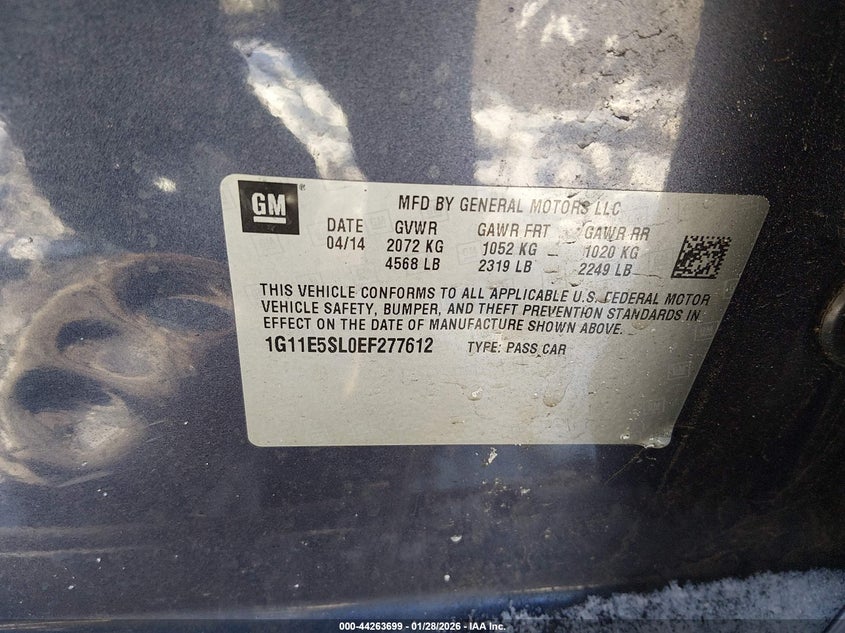 GM
®
MFD BY GENERAL MOTORS LLC
DATE GVWR GAWR FRT GAWR RR
04/14 2072 KG 1052 KG 1020 KG
4568 LB 2319 LB 2249 LB
THIS VEHICLE CONFORMS TO ALL APPLICABLE U.S. FEDERAL MOTOR
VEHICLE SAFETY, BUMPER, AND THEFT PREVENTION STANDARDS IN
EFFECT ON THE DATE OF MANUFACTURE SHOWN ABOVE.
1G11E5SL0EF277612 TYPE: PASS CAR
000-44263699 - 01/28/2026 - IAA Inc.